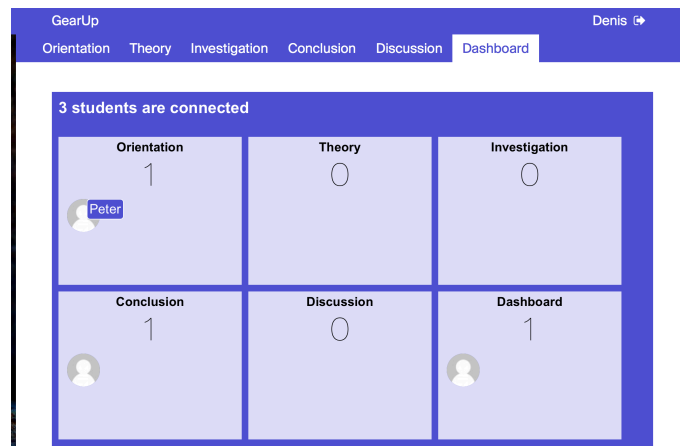 GearUp Denis
Orientation Theory Investigation Conclusion Discussion Dashboard
3 students are connected
Orientation Theory Investigation
1 0 0
Peter
Conclusion Discussion Dashboard
1 0 1